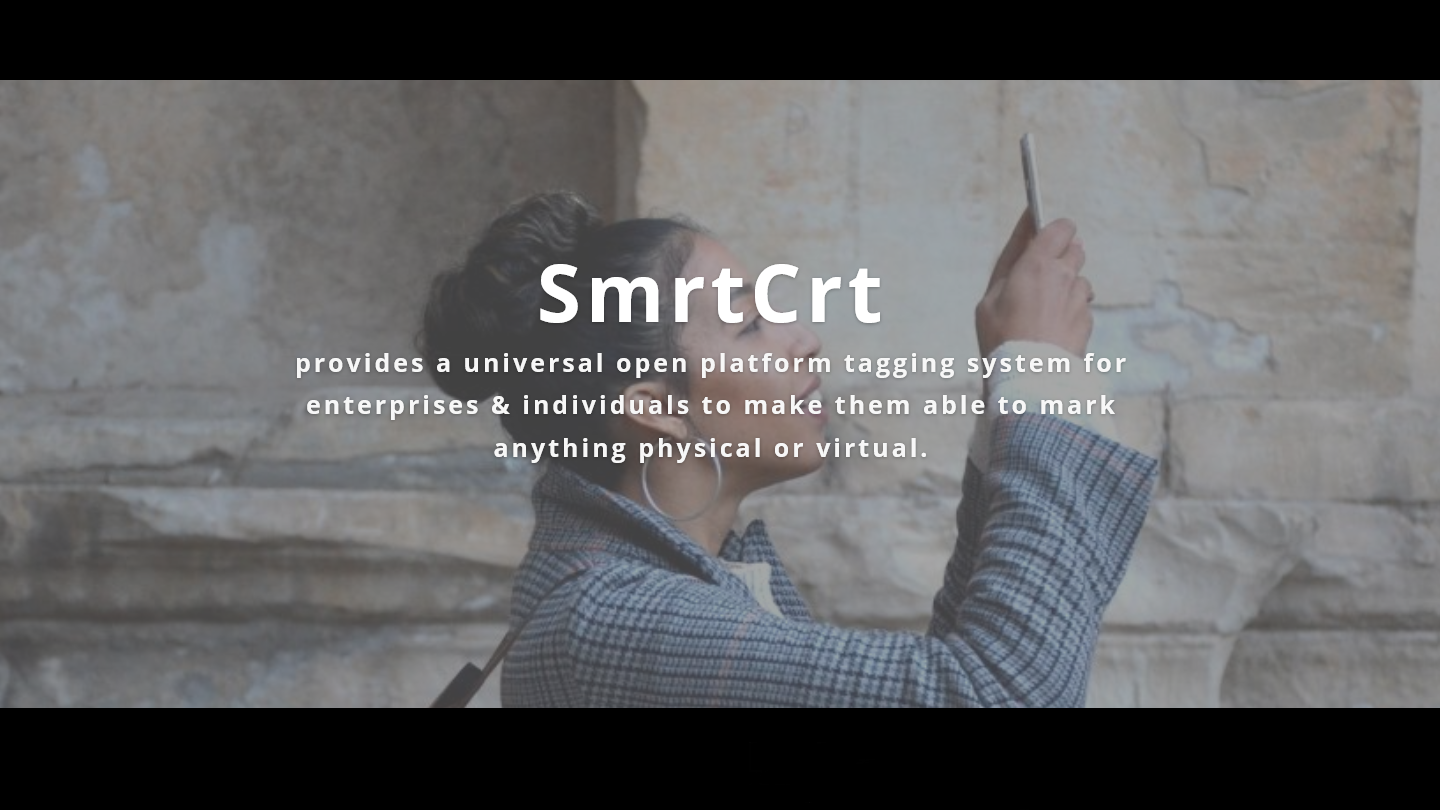 SmrtCrt
provides a universal open platform tagging system for
enterprises & individuals to make them able to mark
anything physical or virtual.